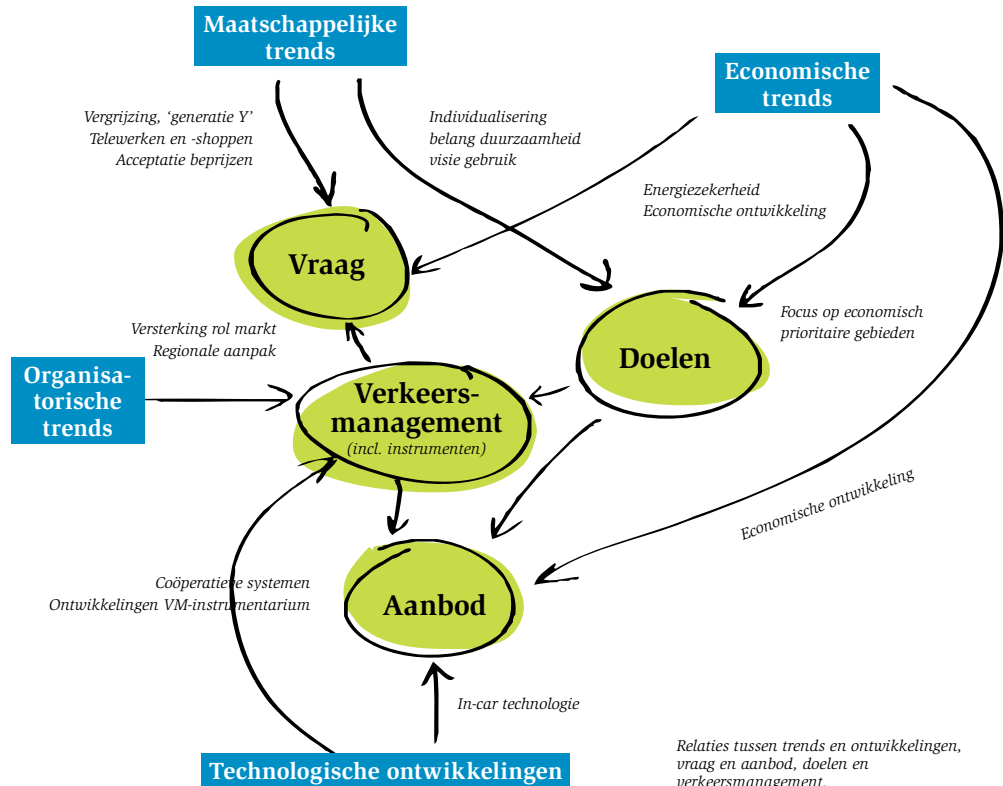 Maatschappelijke
trends
Economische
trends
Vergrijzing, ‘generatie Y’
Telewerken en -shoppen
Acceptatie beprijzen
Individualisering
belang duurzaamheid
visie gebruik
Energiezekerheid
Economische ontwikkeling
Vraag
Versterking rol markt
Regionale aanpak
Focus op economisch
prioritaire gebieden
Doelen
Organisa-
torische
trends
Verkeers-
management
(incl. instrumenten)
Economische ontwikkeling
Coöperatieve systemen
Ontwikkelingen VM-instrumentarium
Aanbod
In-car technologie
Technologische ontwikkelingen
Relaties tussen trends en ontwikkelingen,
vraag en aanbod, doelen en
verkeersmanagement.